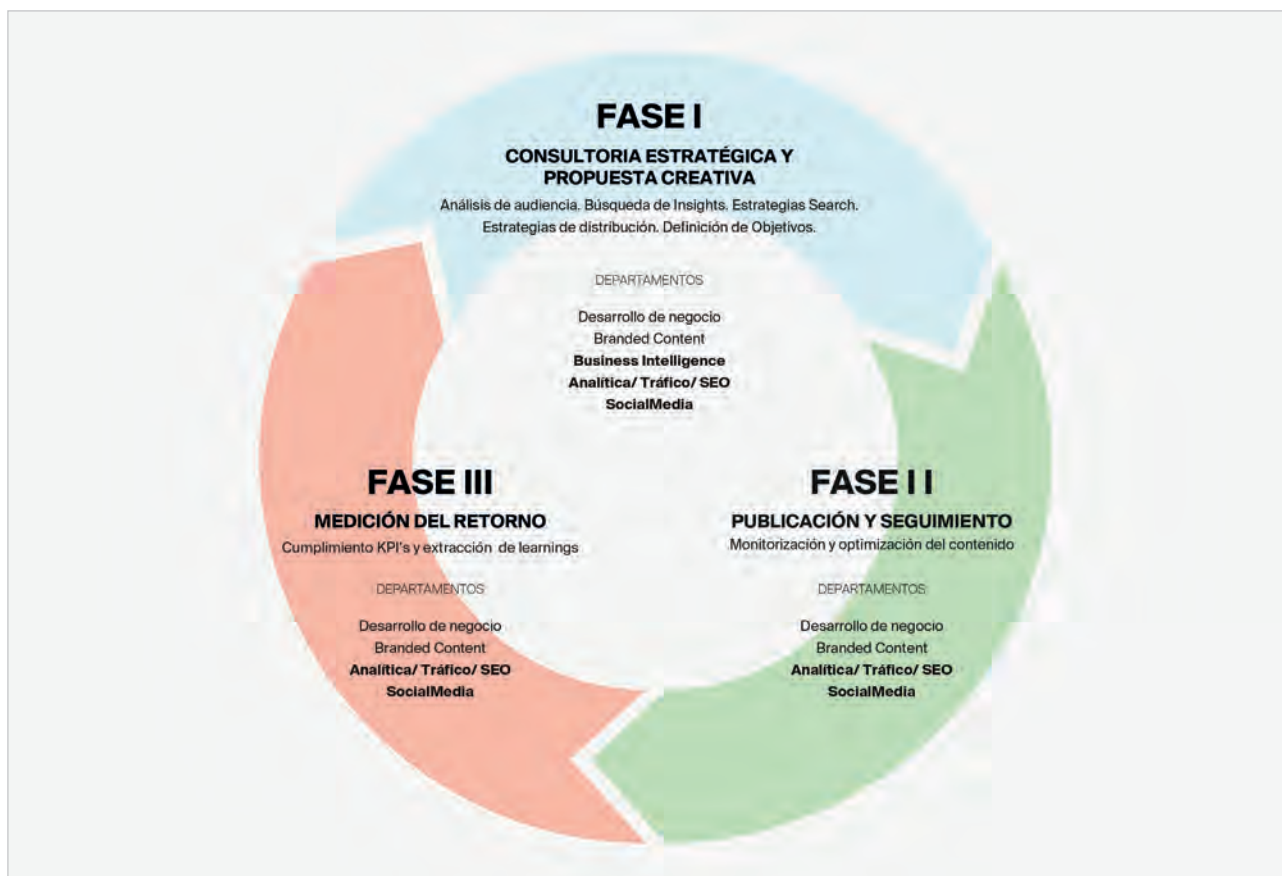 FASE I
CONSULTORIA ESTRATÉGICA Y
PROPUESTA CREATIVA
Análisis de audiencia. Búsqueda de Insights. Estrategias Search.
Estrategias de distribución. Definición de Objetivos.
DEPARTAMENTOS
Desarrollo de negocio
Branded Content
Business Intelligence
Analítica/ Tráfico/ SEO
SocialMedia
FASE I I
PUBLICACIÓN Y SEGUIMIENTO
Monitorización y optimización del contenido
DEPARTAMENTOS
Desarrollo de negocio
Branded Content
Analítica/ Tráfico/ SEO
SocialMedia
FASE III
MEDICIÓN DEL RETORNO
Cumplimiento KPI's y extracción de learnings
DEPARTAMENTOS
Desarrollo de negocio
Branded Content
Analítica/ Tráfico/ SEO
SocialMedia